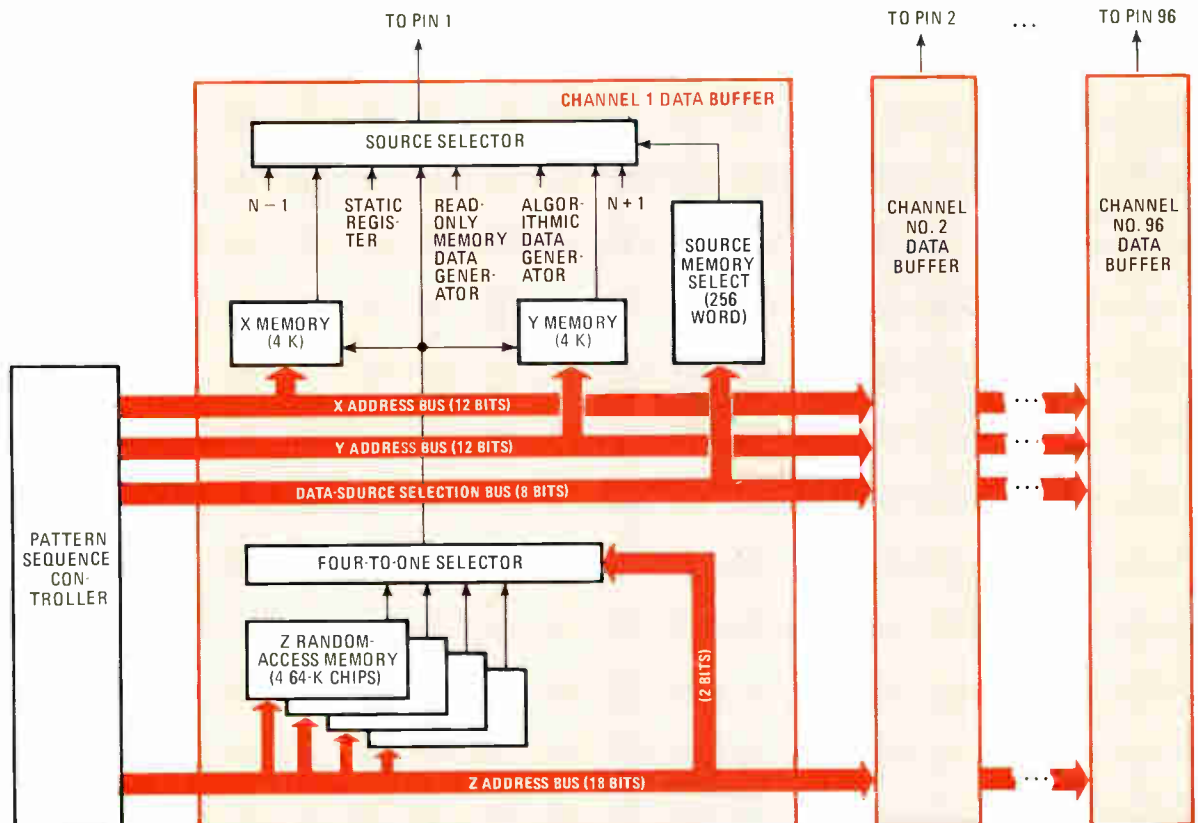 TO PIN 1
TO PIN 2
...
TO PIN 96
CHANNEL 1 DATA BUFFER
SOURCE SELECTOR
N – 1
STATIC
REGIS-
TER
READ-
ONLY
MEMORY
DATA
GENER-
ATOR
ALGOR-
ITHMIC
DATA
GENER-
ATOR
N + 1
SOURCE
MEMORY
SELECT
(256
WORD)
X MEMORY
(4 K)
Y MEMORY
(4 K)
CHANNEL
NO. 2
DATA
BUFFER
CHANNEL
NO. 96
DATA
BUFFER
X ADDRESS BUS (12 BITS)
...
Y ADDRESS BUS (12 BITS)
DATA-SOURCE SELECTION BUS (8 BITS)
...
PATTERN
SEQUENCE
CON-
TROLLER
FOUR-TO-ONE SELECTOR
Z RANDOM-
ACCESS MEMORY
(4 64-K CHIPS)
(2 BITS)
Z ADDRESS BUS (18 BITS)
...